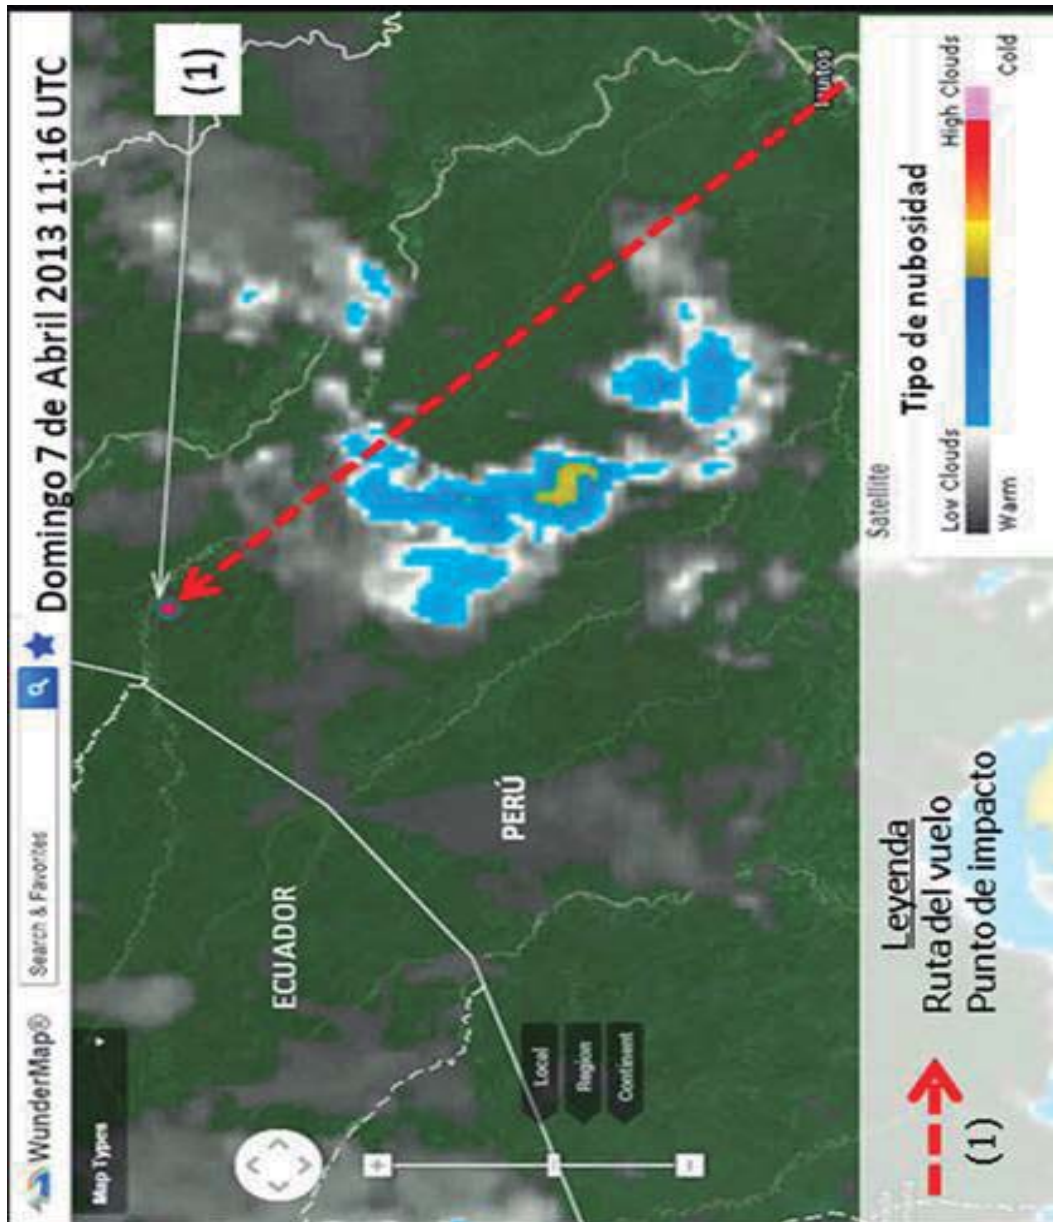 WunderMap®
Search & Favorites
Domingo 7 de Abril 2013 11:16 UTC
Map Types
(1)
ECUADOR
PERÚ
Local
Region
Continent
+
-
Leyenda
Ruta del vuelo
(1) Punto de impacto
Satellite
Tipo de nubosidad
Low Clouds High Clouds
Warm Cold